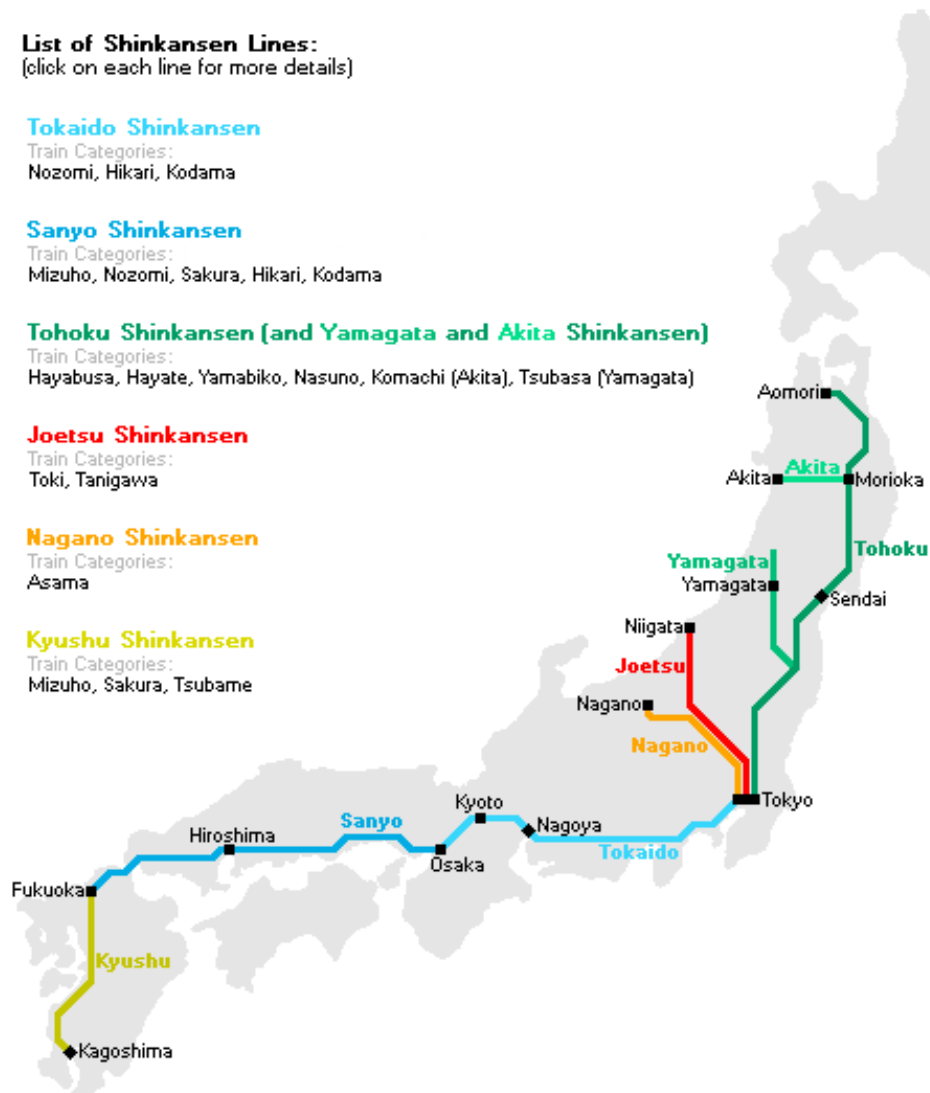 List of Shinkansen Lines:
(click on each line for more details)
Tokaido Shinkansen
Train Categories:
Nozomi, Hikari, Kodama
Sanyo Shinkansen
Train Categories:
Mizuho, Nozomi, Sakura, Hikari, Kodama
Tohoku Shinkansen (and Yamagata and Akita Shinkansen)
Train Categories:
Hayabusa, Hayate, Yamabiko, Nasuno, Komachi (Akita), Tsubasa (Yamagata)
Joetsu Shinkansen
Train Categories:
Toki, Tanigawa
Nagano Shinkansen
Train Categories:
Asama
Kyushu Shinkansen
Train Categories:
Mizuho, Sakura, Tsubame
Aomori
Akita
Akita
Morioka
Tohoku
Yamagata
Yamagata
Sendai
Niigata
Joetsu
Nagano
Nagano
Tokyo
Kyoto
Sanyo
Nagoya
Hiroshima
Tokaido
Osaka
Fukuoka
Kyushu
Kagoshima